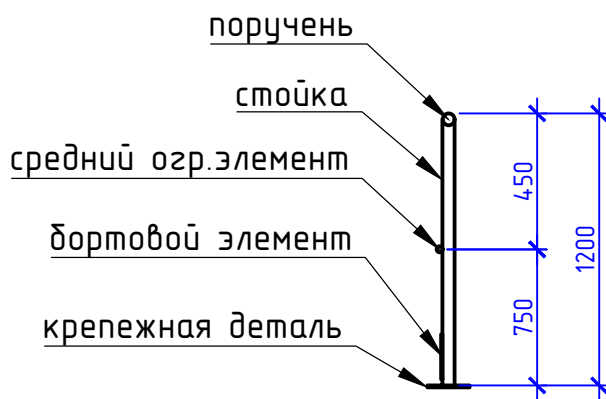 поручень
стойка
средний огр.элемент
бортовой элемент
крепежная деталь
450
750
1200